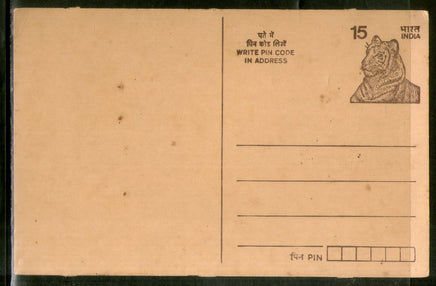 पते में
पिन कोड लिखें
WRITE PIN CODE
IN ADDRESS
15 भारत
INDIA
पिन PIN